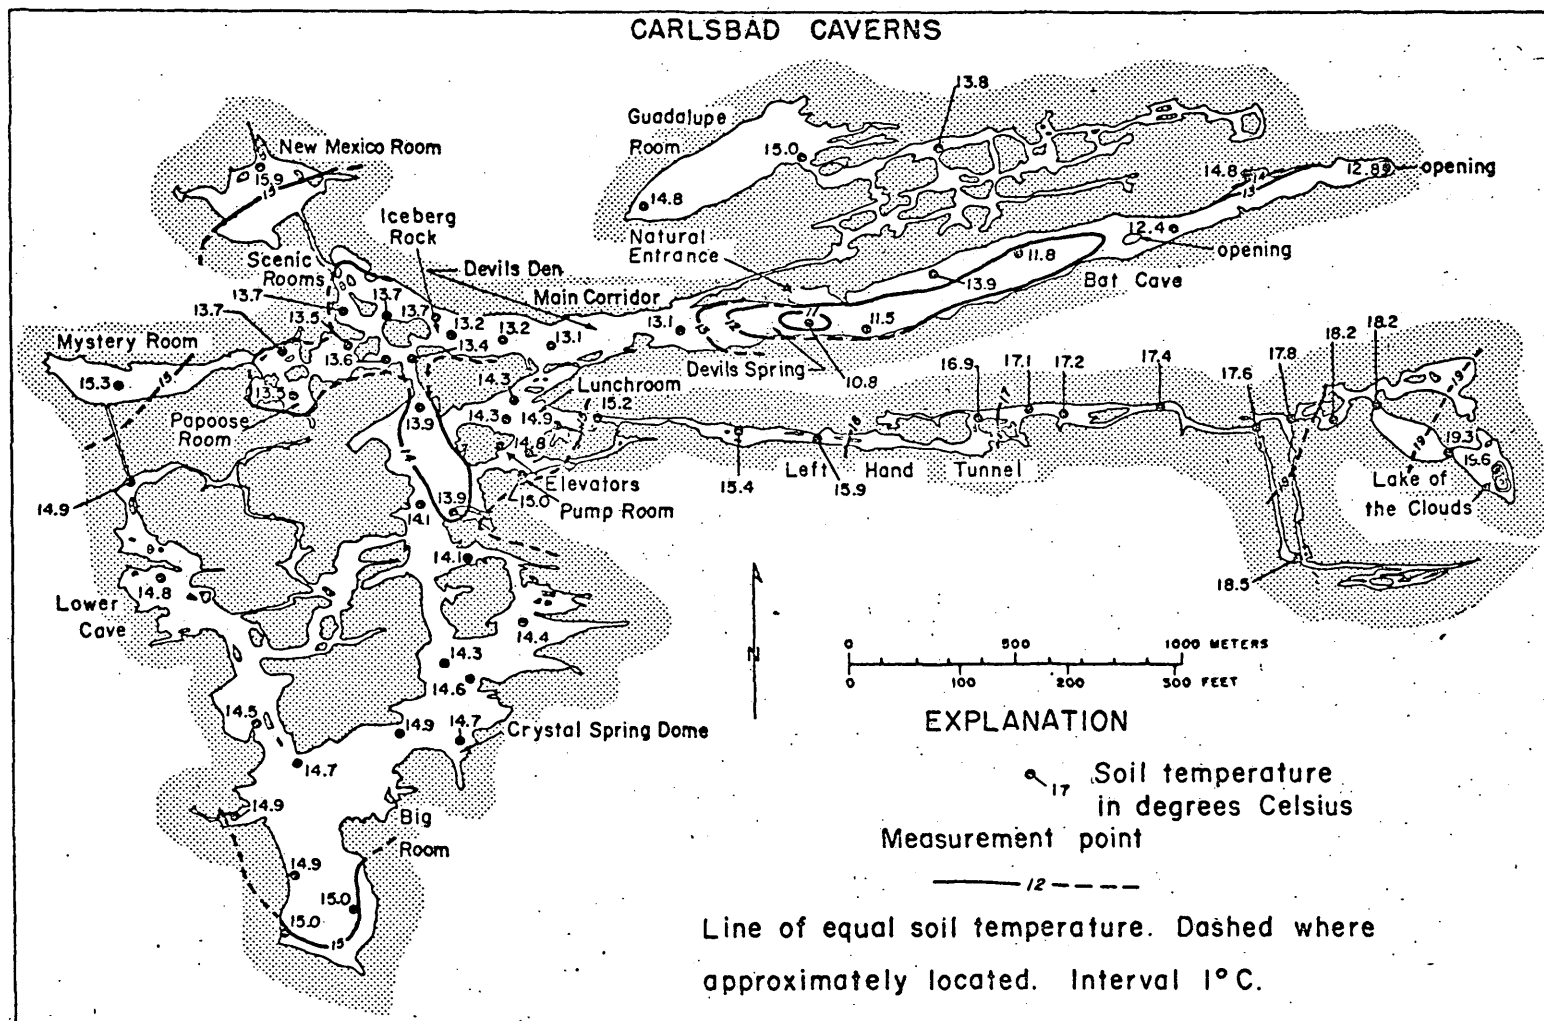 CARLSBAD CAVERNS
13.8
Guadalupe
Room
15.0
14.8
New Mexico Room
15.9
15
14.8
14
13
12.8
opening
Iceberg
Rock
Natural
Entrance
12.4
opening
Scenic
Rooms
Devils Den
Main Corridor
11.8
13.9
Bat Cave
13.7
13.7
13.7
13.5
13.2
13.2
13.1
13.1
13
12
11
11.5
13.7
13.6
13.4
Mystery Room
15.3
15
Devils Spring
10.8
18.2
18.2
17.8
17.6
17.4
17.2
17.1
16.9
17
Papoose
Room
Lunchroom
14.3
14.3
14.9
15.2
14.8
13.9
14
13.9
Elevators
15.0
Pump Room
14.1
15.4
15.9
Left Hand Tunnel
19
19
19.3
Lake of
the Clouds
18.5
14.9
14.8
Lower
Cave
14.1
14.4
14.3
14.6
14.5
14.9
14.7
Crystal Spring Dome
14.7
14.9
Big
Room
14.9
15.0
15.0
15
N
0 500 1000 METERS
0 100 200 300 FEET
EXPLANATION
17 Soil temperature
in degrees Celsius
Measurement point
12
Line of equal soil temperature. Dashed where
approximately located. Interval 1°C.